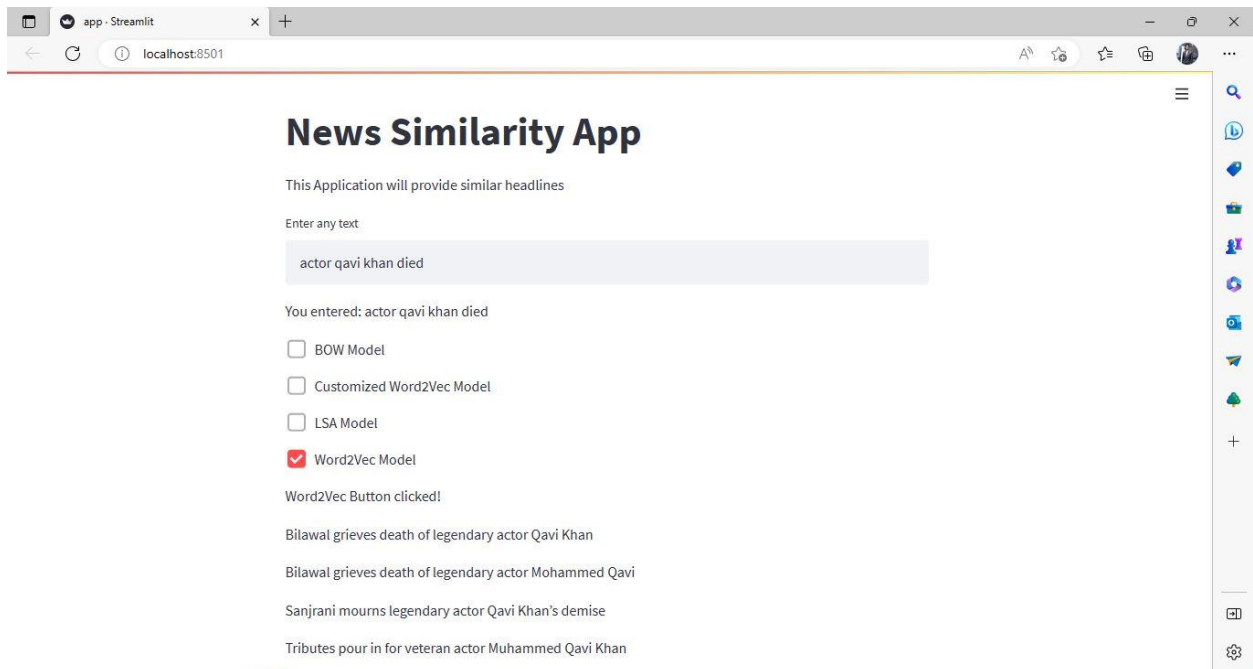 app · Streamlit
localhost:8501
News Similarity App
This Application will provide similar headlines
Enter any text
actor qavi khan died
You entered: actor qavi khan died
BOW Model
Customized Word2Vec Model
LSA Model
Word2Vec Model
Word2Vec Button clicked!
Bilawal grieves death of legendary actor Qavi Khan
Bilawal grieves death of legendary actor Mohammed Qavi
Sanjrani mourns legendary actor Qavi Khan’s demise
Tributes pour in for veteran actor Muhammed Qavi Khan